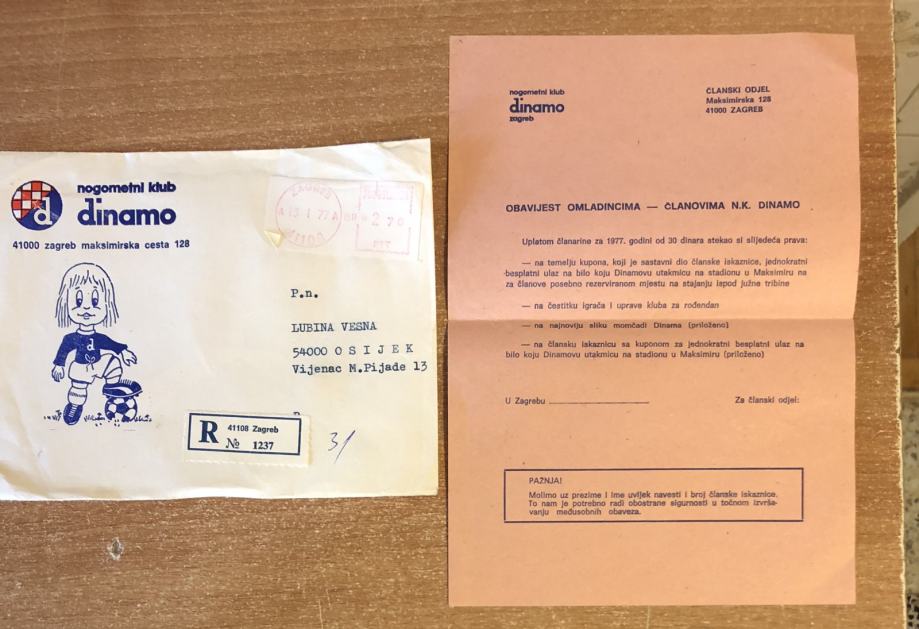 nogometni klub
dinamo
41000 zagreb maksimirska cesta 128
ZAGREB
13 1 77
P.n.
LUBINA VESNA
54000 O S I J E K
Vijenac M.Pijade 13
R
41108 Zagreb
№ 1237
3/
d
nogometni klub
dinamo
zagreb
ČLANSKI ODJEL
Maksimirska 128
41000 ZAGREB
OBAVIJEST OMLADINCIMA — ČLANOVIMA N.K. DINAMO
Uplatom članarine za 1977. godini od 30 dinara stekao si slijedeća prava:
— na temelju kupona, koji je sastavni dio članske iskaznice, jednokratni
besplatni ulaz na bilo koju Dinamovu utakmicu na stadionu u Maksimiru na
za članove posebno rezerviranom mjestu na stajanju ispod južne tribine
— na čestitku igrača i uprave kluba za rođendan
— na najnoviju sliku momčadi Dinama (priloženo)
— na člansku iskaznicu sa kuponom za jednokratni besplatni ulaz na
bilo koju Dinamovu utakmicu na stadionu u Maksimiru (priloženo)
U Zagrebu
Za članski odjel:
PAŽNJA!
Molimo uz prezime i ime uvijek navesti i broj članske iskaznice.
To nam je potrebno radi obostrane sigurnosti u točnom izvrša-
vanju međusobnih obaveza.